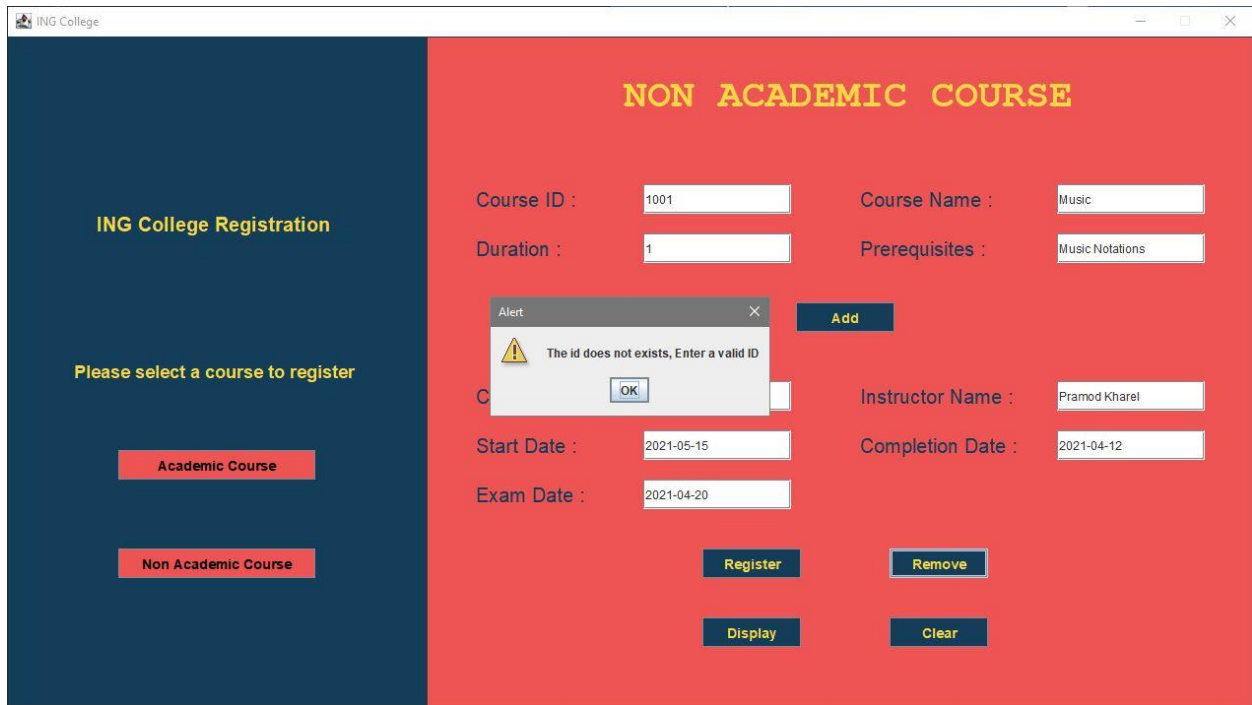 ING College
NON ACADEMIC COURSE
ING College Registration
Please select a course to register
Academic Course
Non Academic Course
Course ID : 1001 Course Name : Music
Duration : 1 Prerequisites : Music Notations
Add
Alert
The id does not exists, Enter a valid ID
OK
C Instructor Name : Pramod Kharel
Start Date : 2021-05-15 Completion Date : 2021-04-12
Exam Date : 2021-04-20
Register Remove
Display Clear